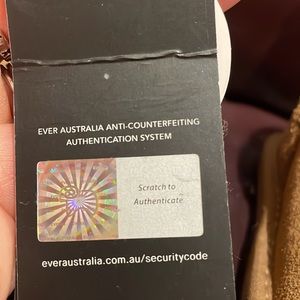 EVER AUSTRALIA ANTI-COUNTERFEITING
AUTHENTICATION SYSTEM
Scratch to
Authenticate
everaustralia.com.au/securitycode